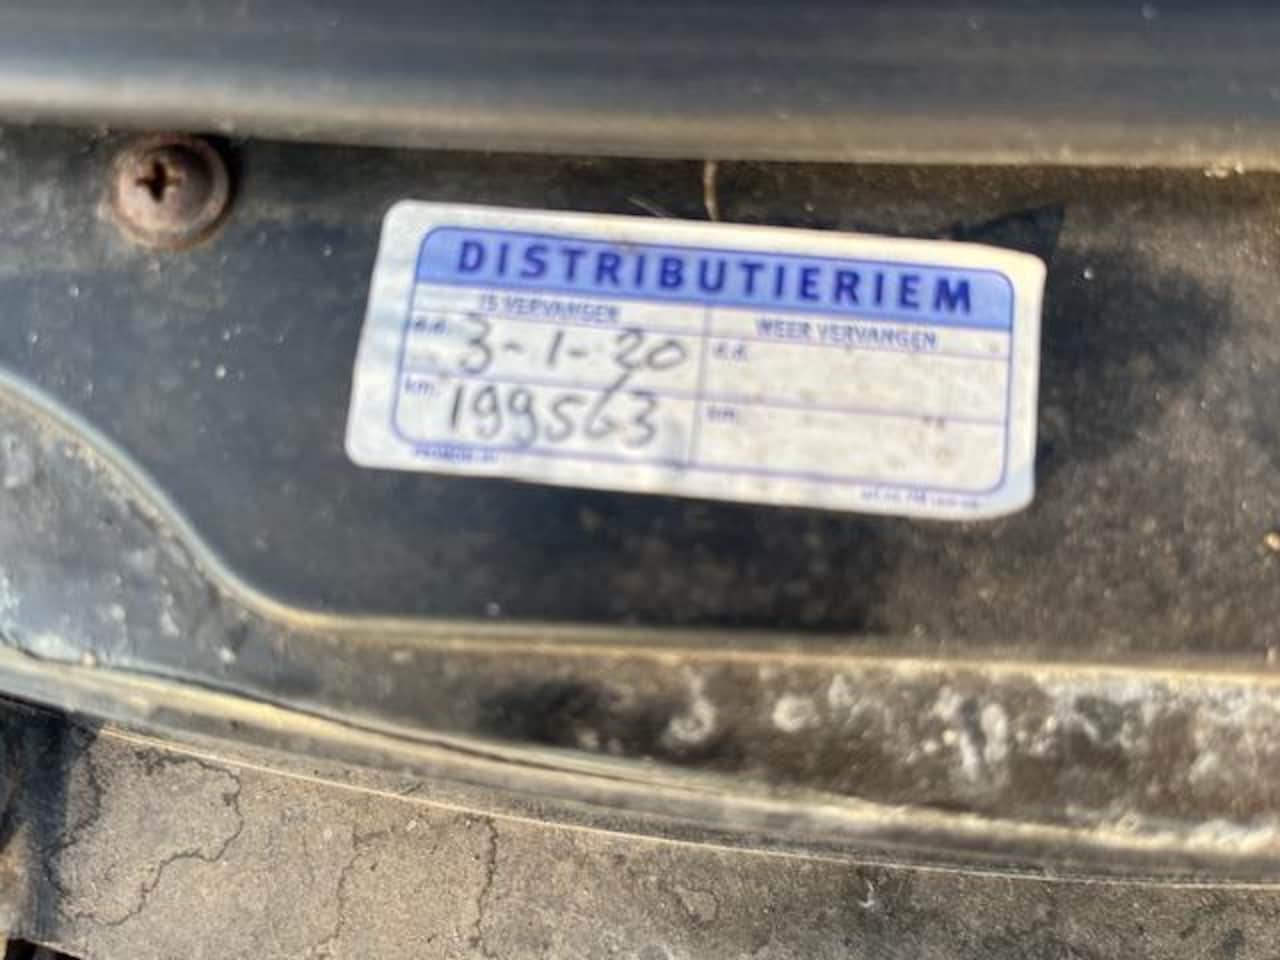 DISTRIBUTIERIEM
IS VERVANGEN
WEER VERVANGEN
d.d. 3-1-20
d.d.
km. 199563
km.